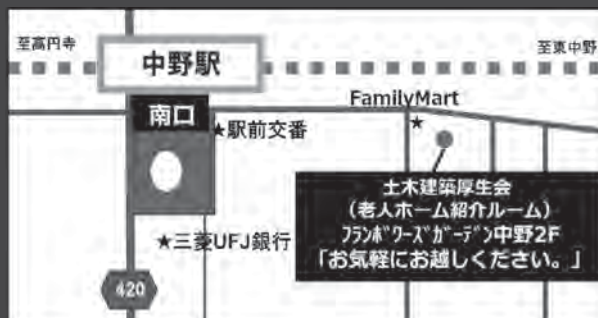 至高円寺
至東中野
中野駅
南口
FamilyMart
★駅前交番
★
土木建築厚生会
（老人ホーム紹介ルーム）
フランボワーズガーデン中野2F
「お気軽にお越しください。」
★三菱UFJ銀行
420